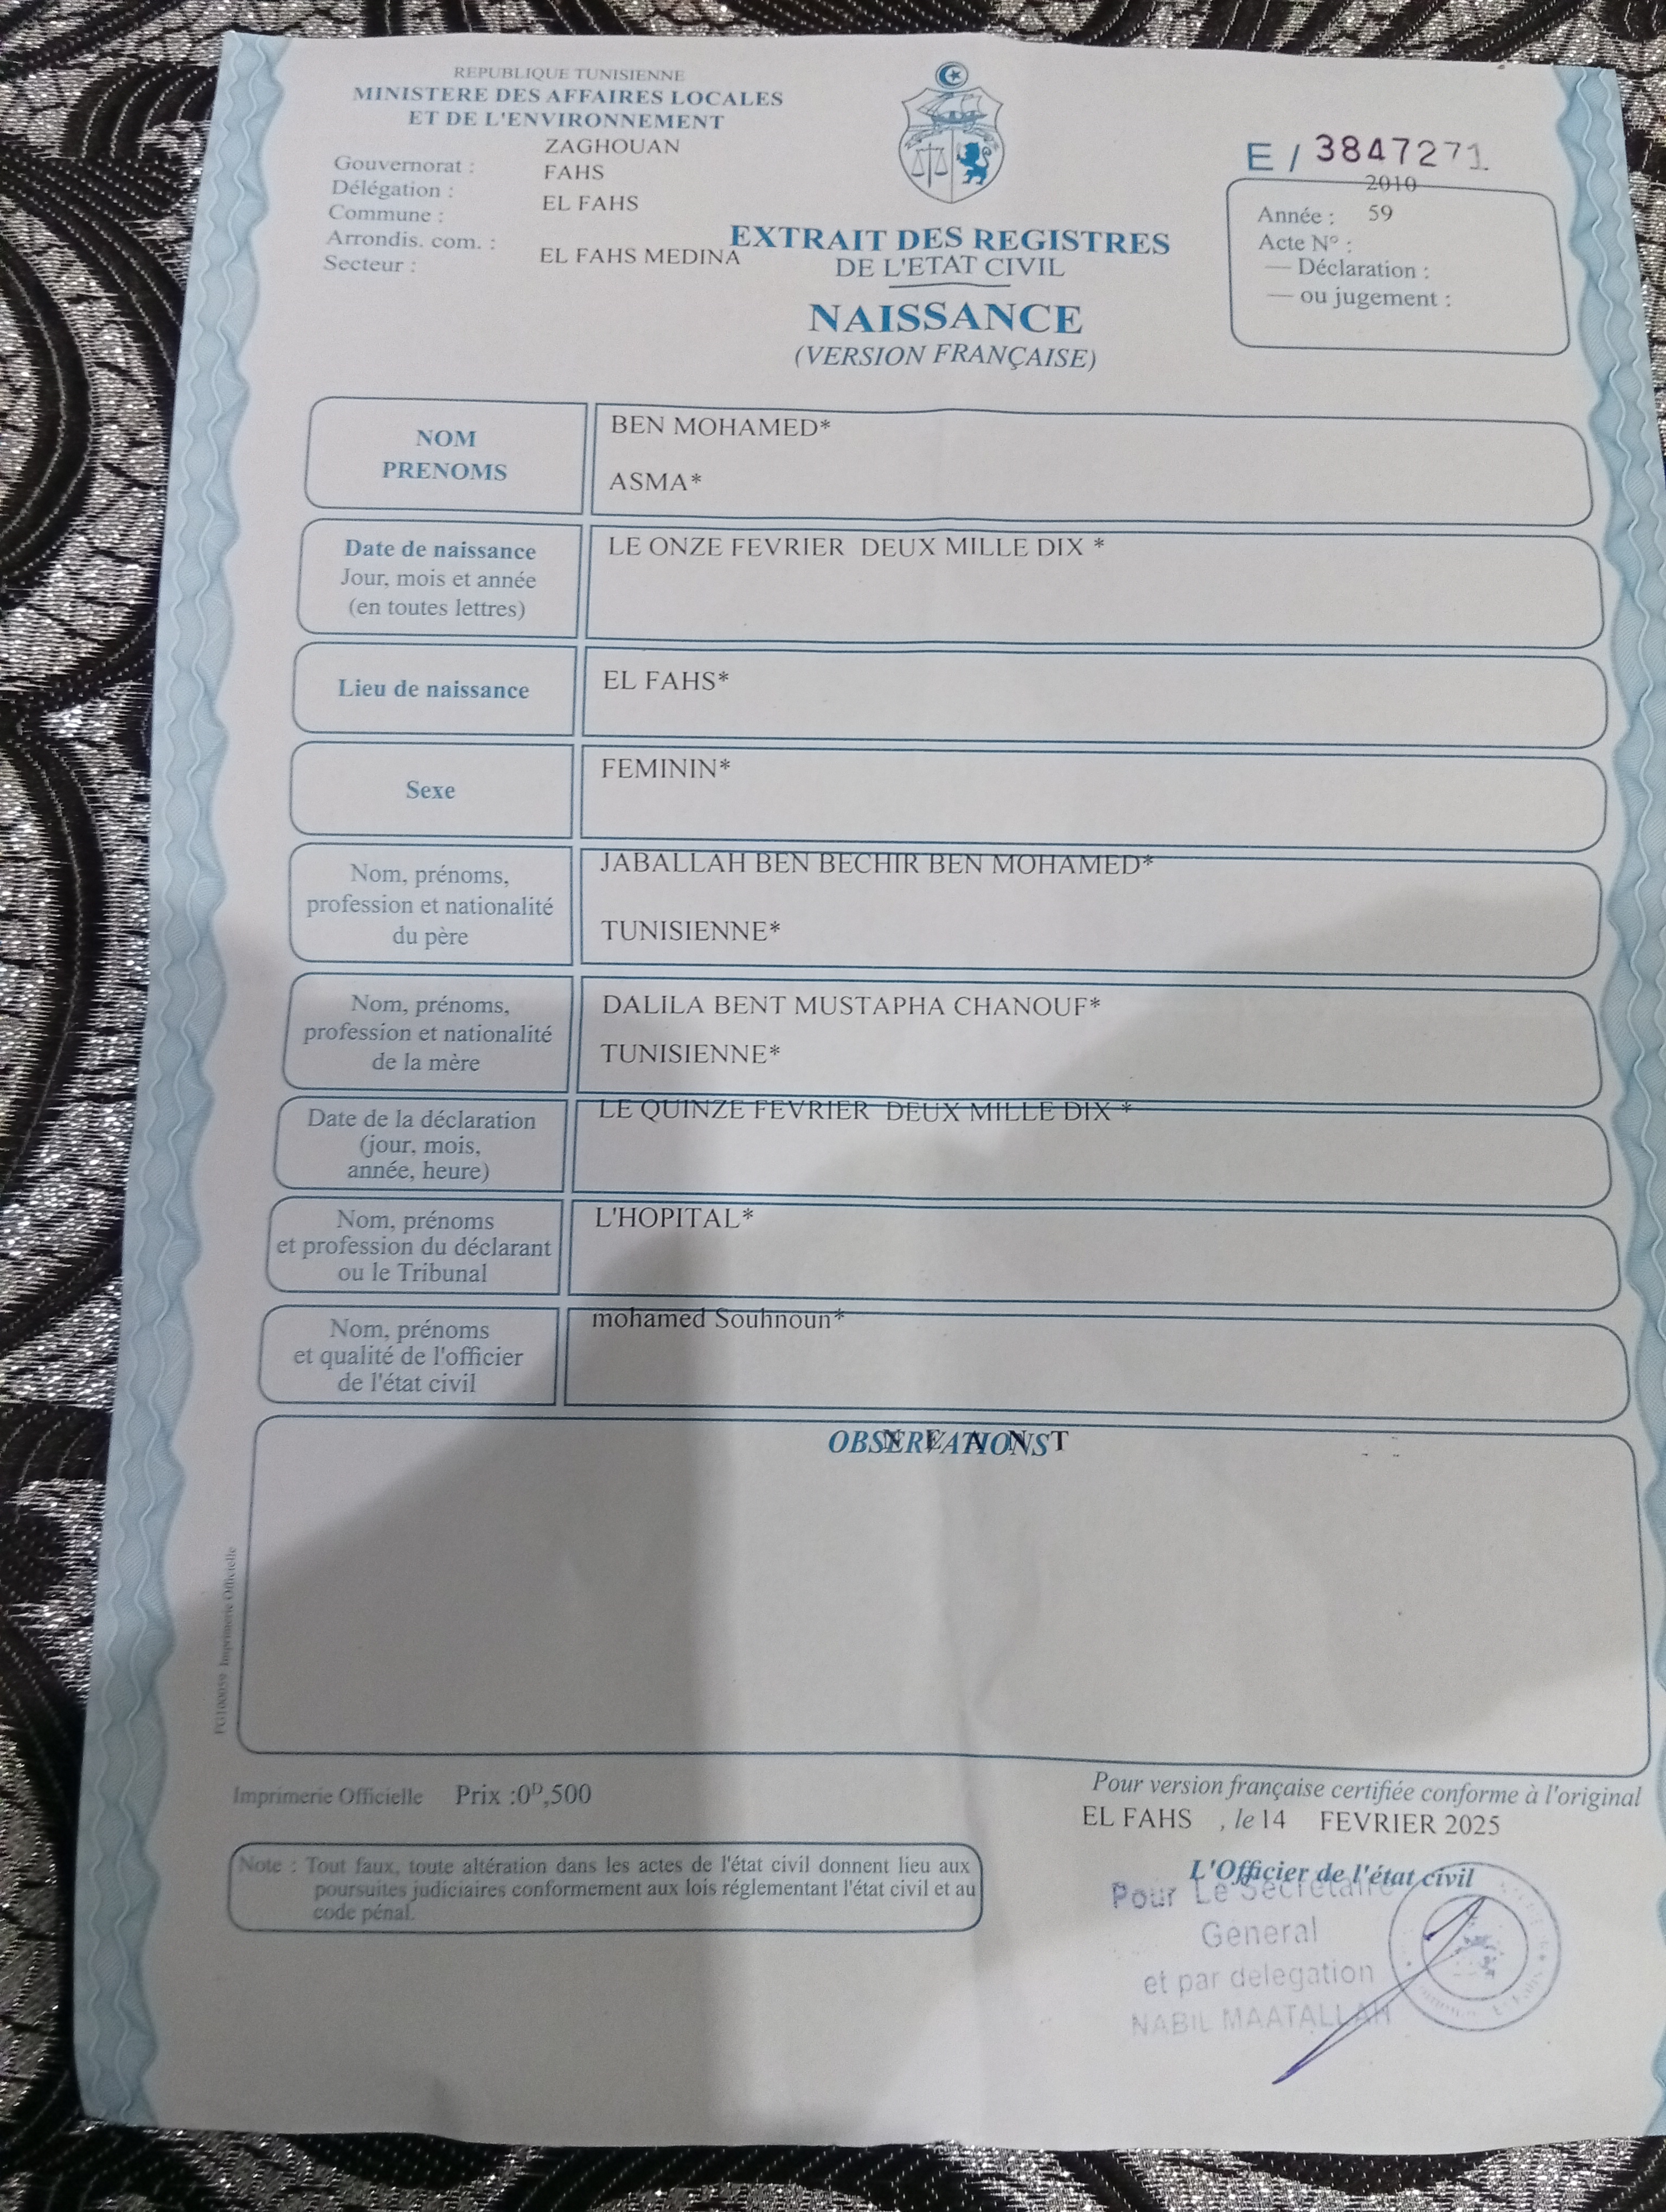 REPUBLIQUE TUNISIENNE
MINISTERE DES AFFAIRES LOCALES
ET DE L'ENVIRONNEMENT
Gouvernorat : ZAGHOUAN
Délégation : FAHS
Commune : EL FAHS
Arrondis. com. :
Secteur : EL FAHS MEDINA
EXTRAIT DES REGISTRES
DE L'ETAT CIVIL
NAISSANCE
(VERSION FRANÇAISE)
E / 3847271
2010
Année : 59
Acte N° :
— Déclaration :
— ou jugement :
NOM BEN MOHAMED*
PRENOMS ASMA*
Date de naissance LE ONZE FEVRIER DEUX MILLE DIX *
Jour, mois et année
(en toutes lettres)
Lieu de naissance EL FAHS*
Sexe FEMININ*
Nom, prénoms, JABALLAH BEN BECHIR BEN MOHAMED*
profession et nationalité
du père TUNISIENNE*
Nom, prénoms, DALILA BENT MUSTAPHA CHANOUF*
profession et nationalité TUNISIENNE*
de la mère
Date de la déclaration LE QUINZE FEVRIER DEUX MILLE DIX *
(jour, mois,
année, heure)
Nom, prénoms L'HOPITAL*
et profession du déclarant
ou le Tribunal
Nom, prénoms mohamed Souhnoun*
et qualité de l'officier
de l'état civil
OBSERVATIONS
N E A N T
FG100059 Imprimerie Officielle
Imprimerie Officielle Prix :0ᴰ,500
Note : Tout faux, toute altération dans les actes de l'état civil donnent lieu aux
poursuites judiciaires conformement aux lois réglementant l'état civil et au
code pénal.
Pour version française certifiée conforme à l'original
EL FAHS , le 14 FEVRIER 2025
L'Officier de l'état civil
Pour Le Secretaire
General
et par delegation
NABIL MAATALLAH